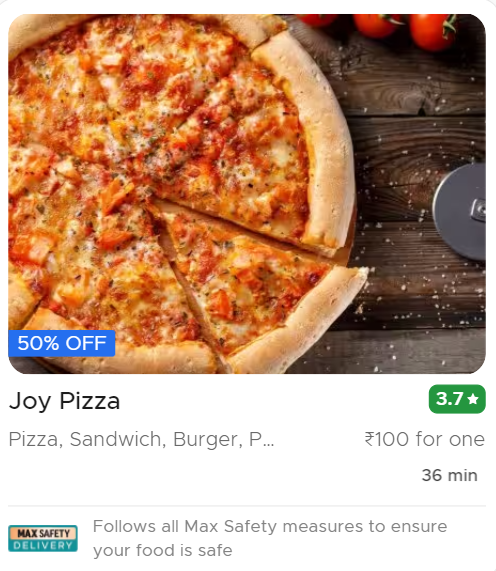 50% OFF
Joy Pizza
3.7★
Pizza, Sandwich, Burger, P...
₹100 for one
36 min
MAX SAFETY
DELIVERY
Follows all Max Safety measures to ensure
your food is safe